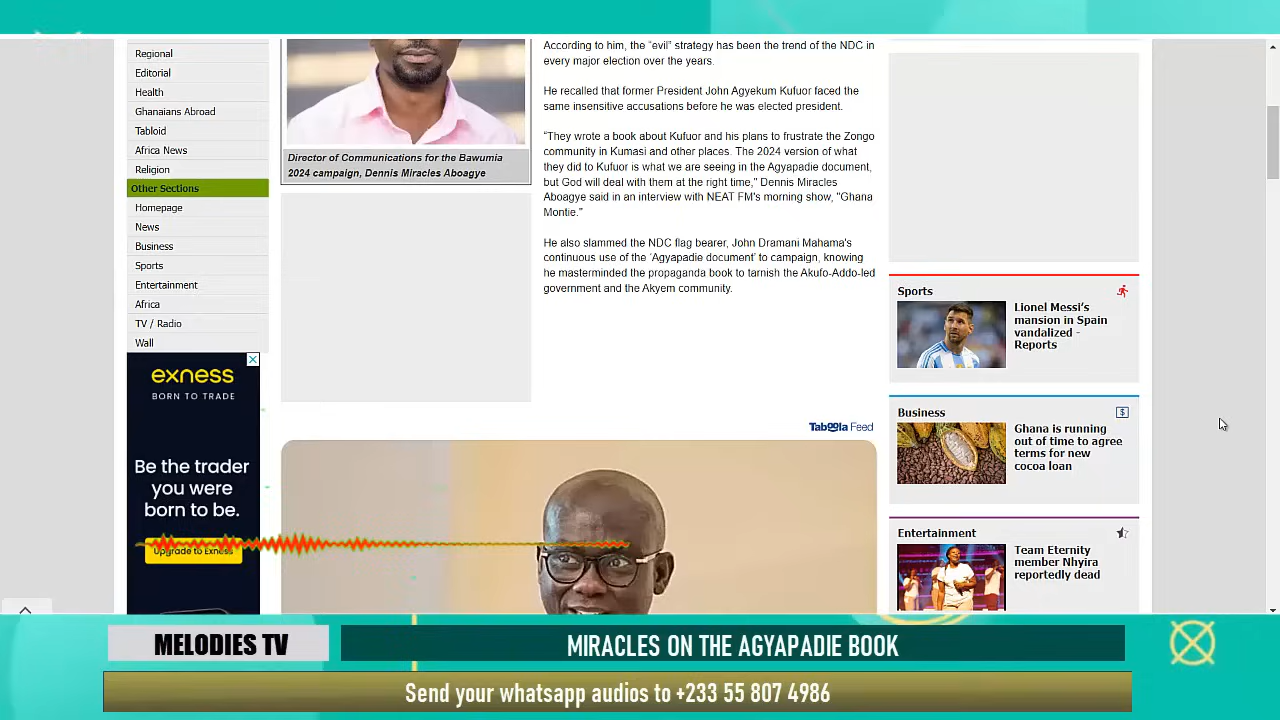 Regional
Editorial
Health
Ghanaians Abroad
Tabloid
Africa News
Religion
Other Sections
Homepage
News
Business
Sports
Entertainment
Africa
TV / Radio
Wall
exness
BORN TO TRADE
Be the trader
you were
born to be.
Upgrade to Exness
Director of Communications for the Bawumia
2024 campaign, Dennis Miracles Aboagye
According to him, the “evil” strategy has been the trend of the NDC in
every major election over the years.
He recalled that former President John Agyekum Kufuor faced the
same insensitive accusations before he was elected president.
“They wrote a book about Kufuor and his plans to frustrate the Zongo
community in Kumasi and other places. The 2024 version of what
they did to Kufuor is what we are seeing in the Agyapadie document,
but God will deal with them at the right time,” Dennis Miracles
Aboagye said in an interview with NEAT FM's morning show, “Ghana
Montie.”
He also slammed the NDC flag bearer, John Dramani Mahama's
continuous use of the ‘Agyapadie document’ to campaign, knowing
he masterminded the propaganda book to tarnish the Akufo-Addo-led
government and the Akyem community.
Taboola Feed
Sports
Lionel Messi’s
mansion in Spain
vandalized -
Reports
Business
Ghana is running
out of time to agree
terms for new
cocoa loan
Entertainment
Team Eternity
member Nhyira
reportedly dead
MELODIES TV
MIRACLES ON THE AGYAPADIE BOOK
Send your whatsapp audios to +233 55 807 4986